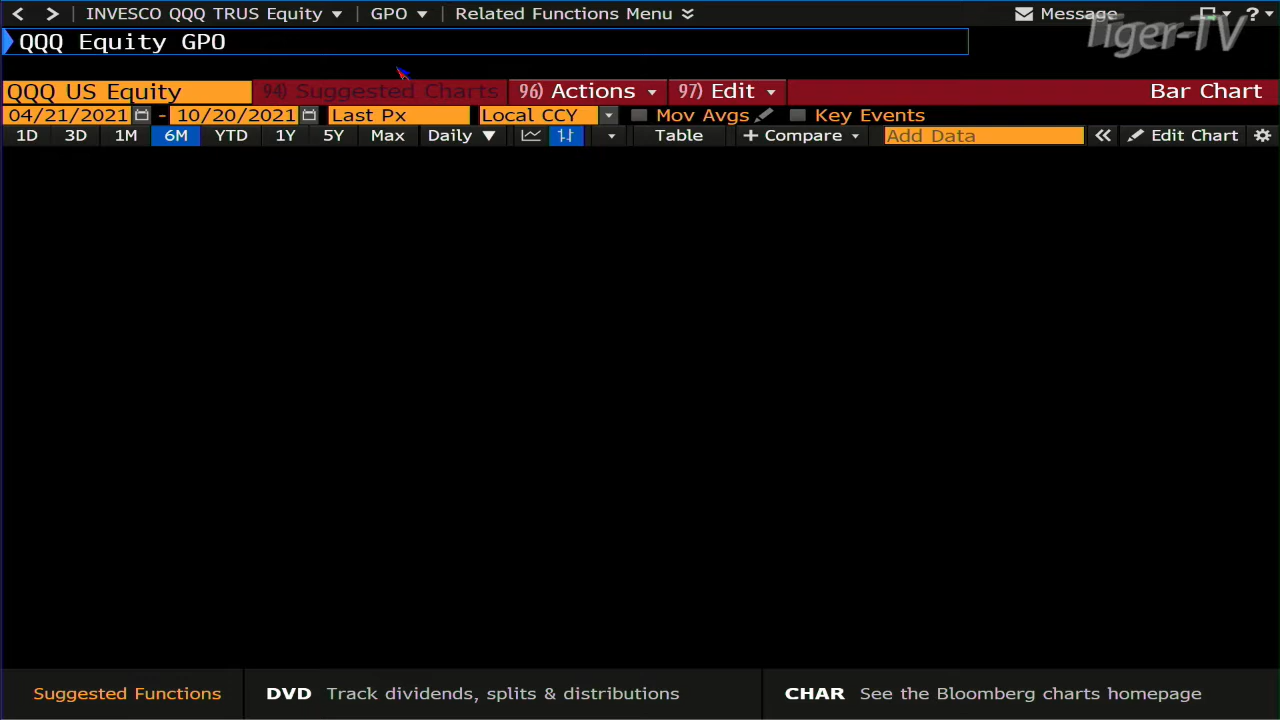 INVESCO QQQ TRUS Equity GPO Related Functions Menu Message ?
Tiger-TV
QQQ Equity GPO
QQQ US Equity 94) Suggested Charts 96) Actions 97) Edit Bar Chart
04/21/2021 - 10/20/2021 Last Px Local CCY Mov Avgs Key Events
1D 3D 1M 6M YTD 1Y 5Y Max Daily Table + Compare Add Data Edit Chart
Suggested Functions DVD Track dividends, splits & distributions CHAR See the Bloomberg charts homepage